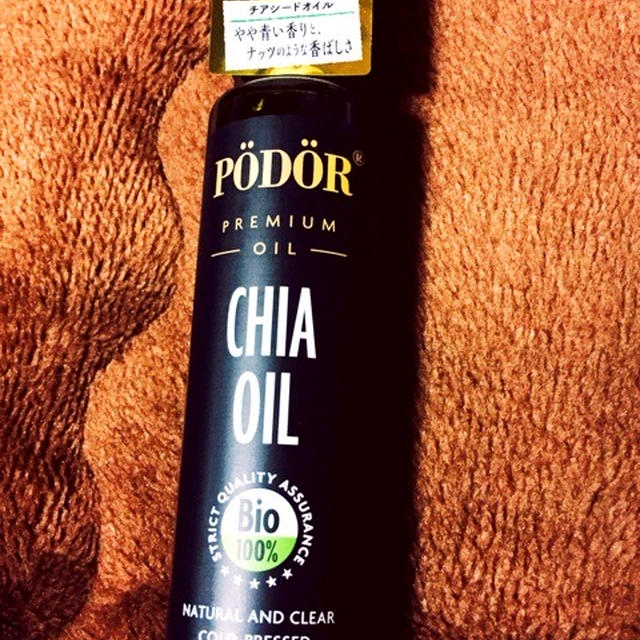 チアシードオイル
やや青い香りと、
ナッツのような香ばしさ
PÖDÖR®
PREMIUM
OIL
CHIA
OIL
STRICT QUALITY ASSURANCE
Bio
100%
NATURAL AND CLEAR
COLD PRESSED